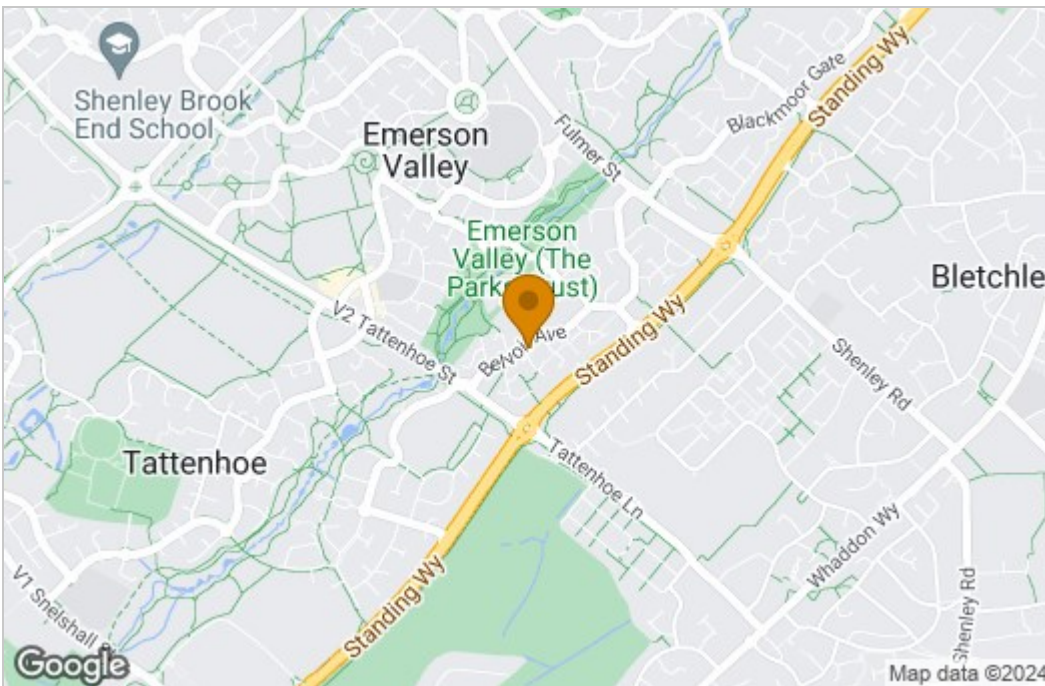 Shenley Brook
End School
Emerson
Valley
Fulmer St
Blackmoor Gate
Standing Wy
Emerson
Valley (The
Bletchle
Ave
V2 Tattenhoe St
Standing Wy
Shenley Rd
Tattenhoe
Tattenhoe Ln
Whaddon Wy
V1 Snelshall
Standing Wy
Shenley Rd
Google
Map data ©2024